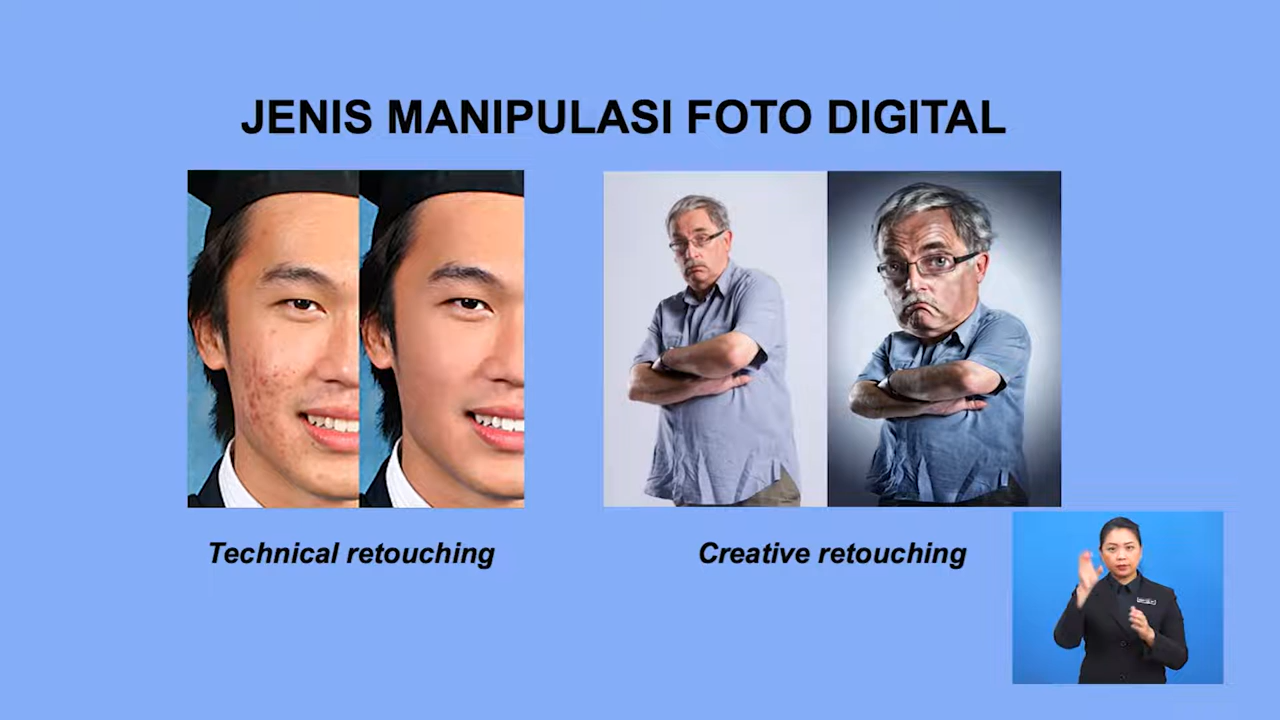 JENIS MANIPULASI FOTO DIGITAL
Technical retouching
Creative retouching